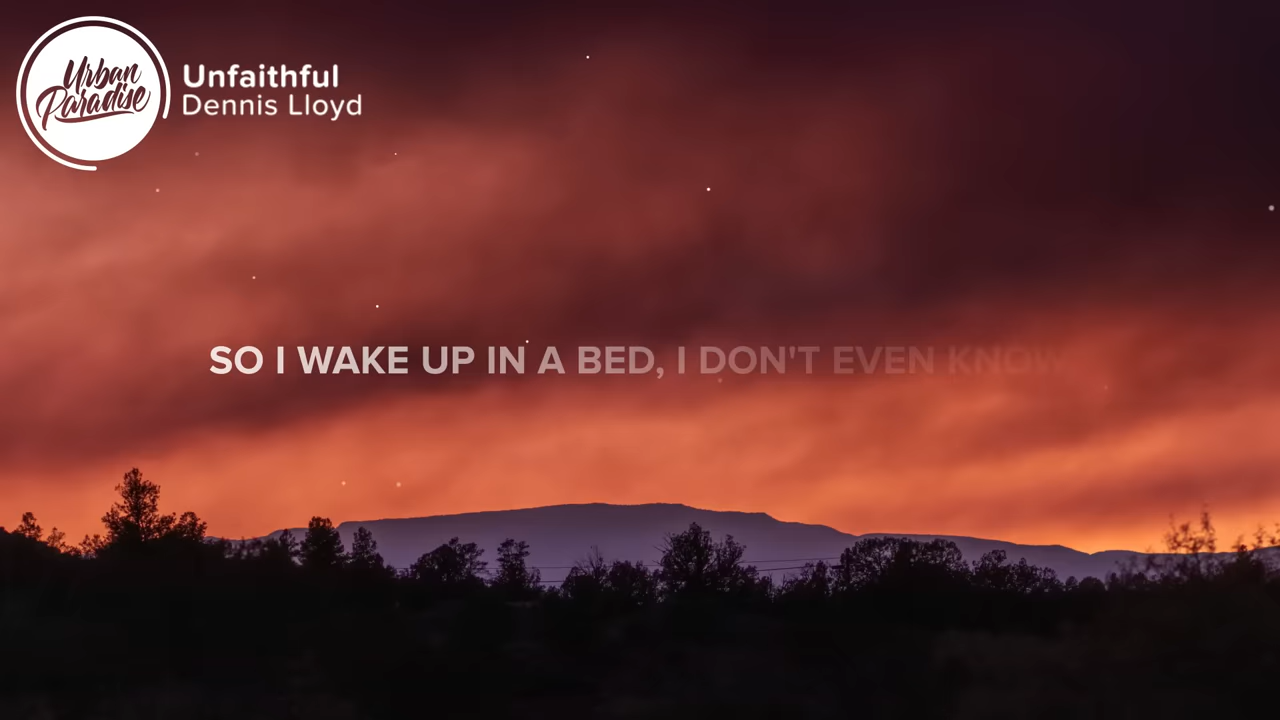 Urban
Paradise
Unfaithful
Dennis Lloyd
SO I WAKE UP IN A BED, I DON'T EVEN KNOW